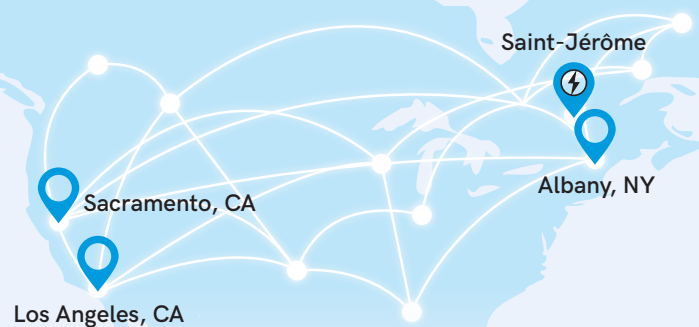 Saint-Jérôme
Albany, NY
Sacramento, CA
Los Angeles, CA